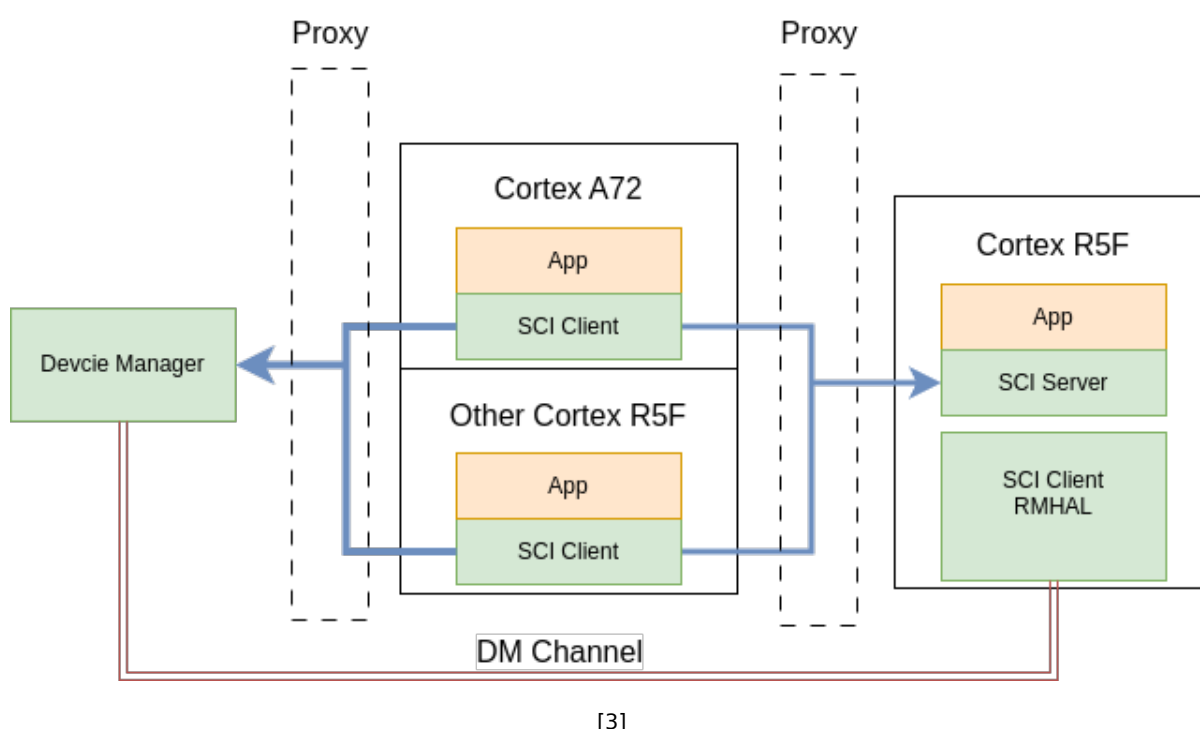 Proxy
Proxy
Cortex A72
App
SCI Client
Devcie Manager
Other Cortex R5F
App
SCI Client
Cortex R5F
App
SCI Server
SCI Client
RMHAL
DM Channel
[3]